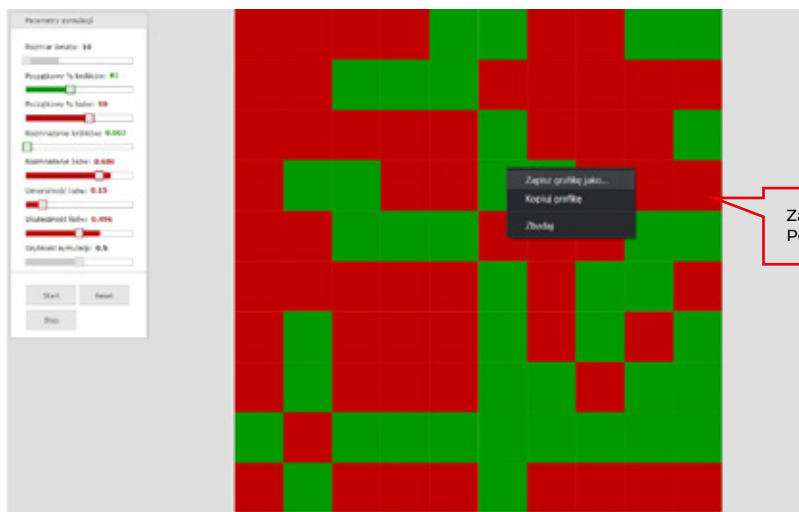 Parametry symulacji
Rozmiar świata: 10
Początkowy % królików: 41
Początkowy % lisów: 59
Rozmnażanie królików: 0.002
Rozmnażanie lisów: 0.686
Umieralność lisów: 0.15
Skuteczność lisów: 0.496
Szybkość symulacji: 0.5
Start Reset
Stop
Zapisz grafikę jako...
Kopiuj grafikę
Zbadaj
Za
Po